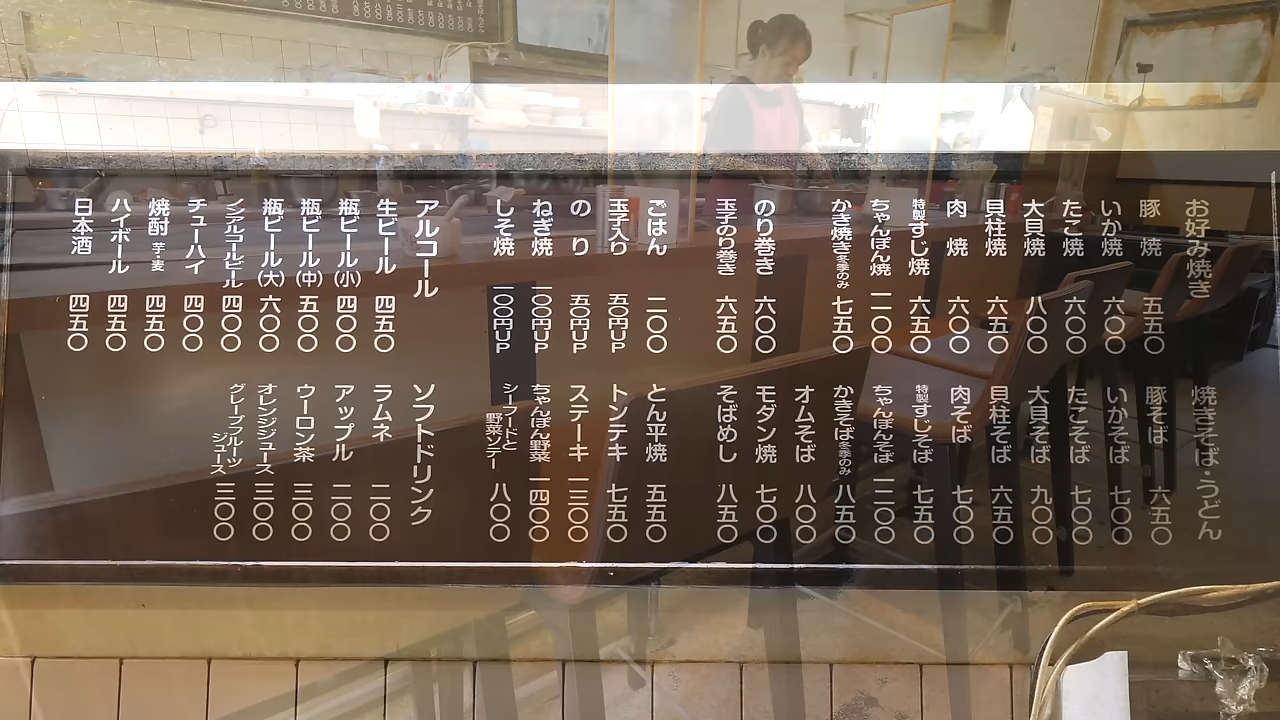 お好み焼き
豚焼 五五〇
いか焼 六〇〇
たこ焼 六〇〇
大貝焼 八〇〇
貝柱焼 六五〇
肉焼 六〇〇
特製すじ焼 六五〇
ちゃんぽん焼 一一〇〇
かき焼き冬季のみ 七五〇
のり巻き 六〇〇
玉子のり巻き 六五〇
ごはん 二〇〇
玉子入り 五〇円UP
のり 五〇円UP
ねぎ焼 一〇〇円UP
しそ焼 一〇〇円UP
アルコール
生ビール 四五〇
瓶ビール(小) 四〇〇
瓶ビール(中) 五〇〇
瓶ビール(大) 六〇〇
ノンアルコールビール 四〇〇
チューハイ 四〇〇
焼酎 芋・麦 四五〇
ハイボール 四五〇
日本酒 四五〇
焼きそば・うどん
豚そば 六五〇
いかそば 七〇〇
たこそば 七〇〇
大貝そば 九〇〇
貝柱そば 六五〇
肉そば 七〇〇
特製すじそば 七五〇
ちゃんぽんそば 一二〇〇
かきそば冬季のみ 八五〇
オムそば 八〇〇
モダン焼 七〇〇
そばめし 八五〇
とん平焼 五五〇
トンテキ 七五〇
ステーキ 一三〇〇
ちゃんぽん野菜 一四〇〇
シーフードと
野菜ソテー 八〇〇
ソフトドリンク
ラムネ 二〇〇
アップル 二〇〇
ウーロン茶 三〇〇
オレンジジュース 三〇〇
グレープフルーツ
ジュース 三〇〇